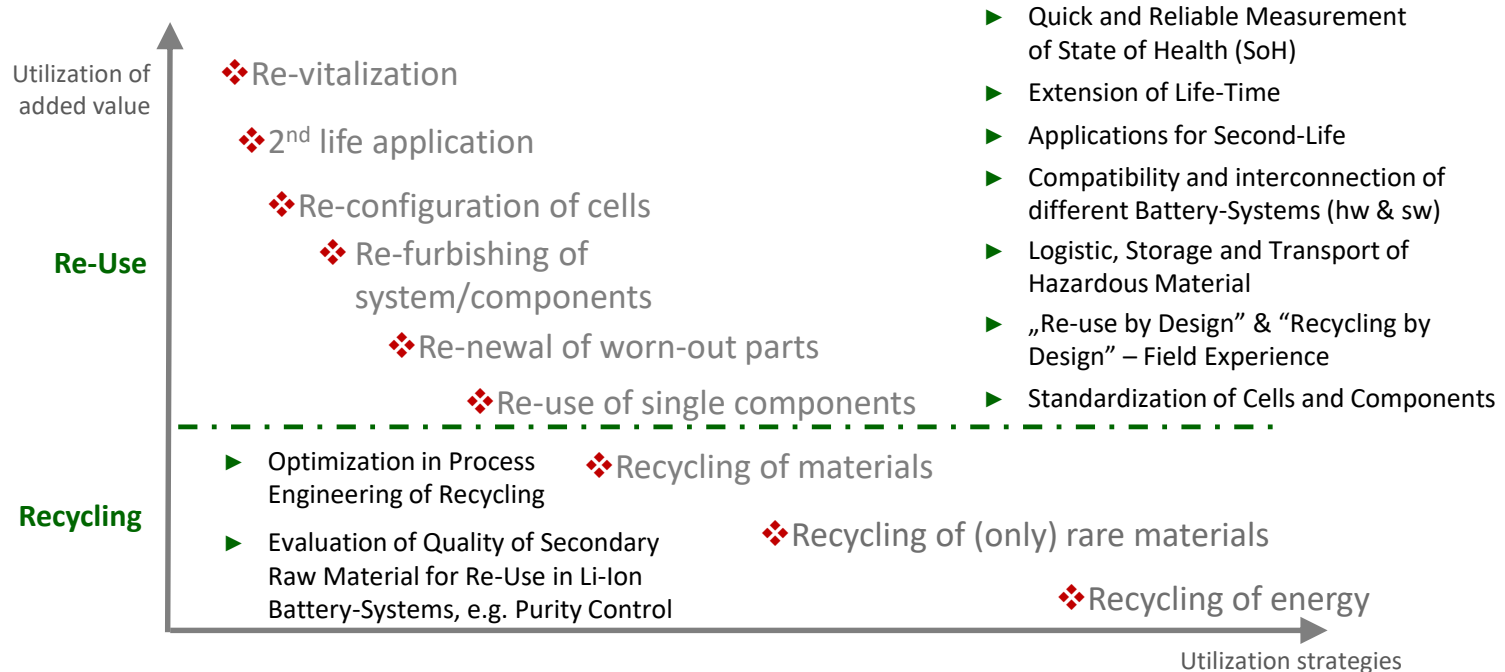 Utilization of
added value
❖Re-vitalization
❖2nd life application
❖Re-configuration of cells
❖ Re-furbishing of
system/components
❖Re-newal of worn-out parts
❖Re-use of single components
Re-Use
► Quick and Reliable Measurement
of State of Health (SoH)
► Extension of Life-Time
► Applications for Second-Life
► Compatibility and interconnection of
different Battery-Systems (hw & sw)
► Logistic, Storage and Transport of
Hazardous Material
► „Re-use by Design” & “Recycling by
Design” – Field Experience
► Standardization of Cells and Components
Recycling
► Optimization in Process
Engineering of Recycling
► Evaluation of Quality of Secondary
Raw Material for Re-Use in Li-Ion
Battery-Systems, e.g. Purity Control
❖Recycling of materials
❖Recycling of (only) rare materials
❖Recycling of energy
Utilization strategies